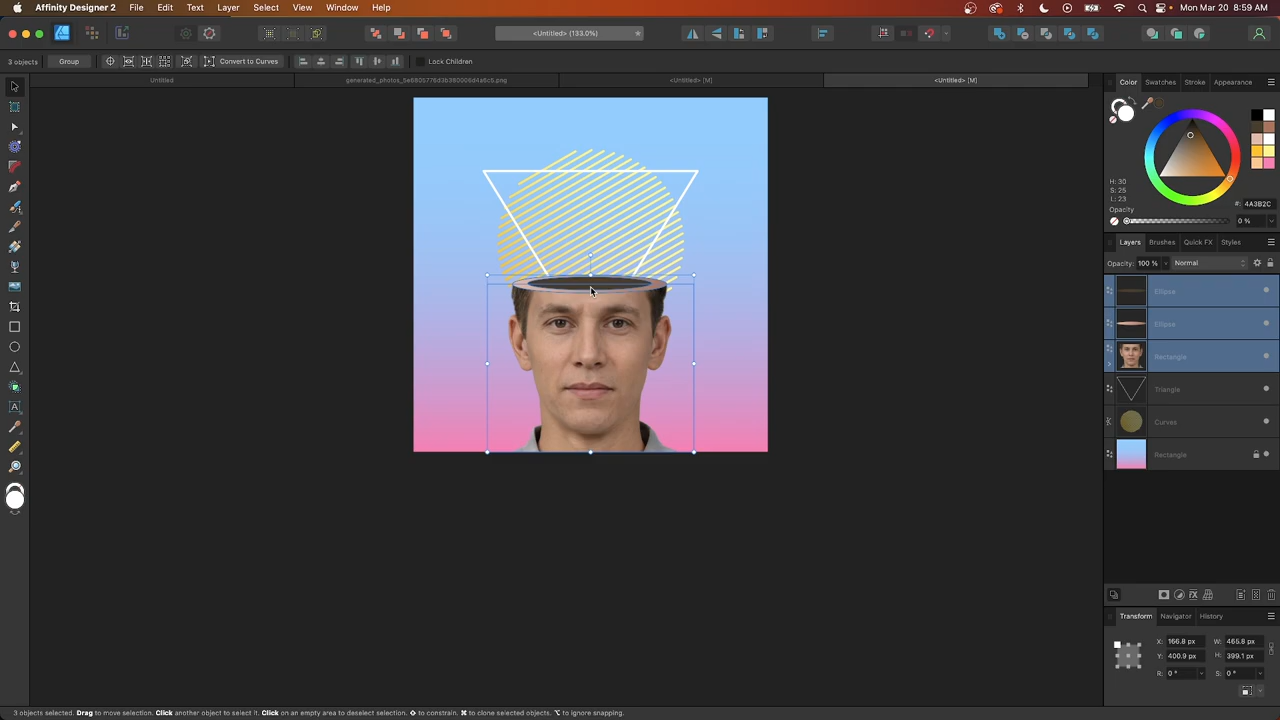 Affinity Designer 2 File Edit Text Layer Select View Window Help Mon Mar 20 8:59 AM
<Untitled> (133.0%)
3 objects Group Convert to Curves Lock Children
Untitled generated_photos_5e6805776d3b380006d4a6c5.png <Untitled> [M] <Untitled> [M]
Color Swatches Stroke Appearance
H: 30
S: 25
L: 23
#: 4A3B2C
Opacity
0 %
Layers Brushes Quick FX Styles
Opacity: 100 % Normal
Ellipse
Ellipse
Rectangle
Triangle
Curves
Rectangle
Transform Navigator History
X: 166.8 px W: 465.8 px
Y: 400.9 px H: 399.1 px
R: 0 ° S: 0 °
3 objects selected. Drag to move selection. Click another object to select it. Click on an empty area to deselect selection. ⇧ to constrain. ⌘ to clone selected objects. ⌥ to ignore snapping.